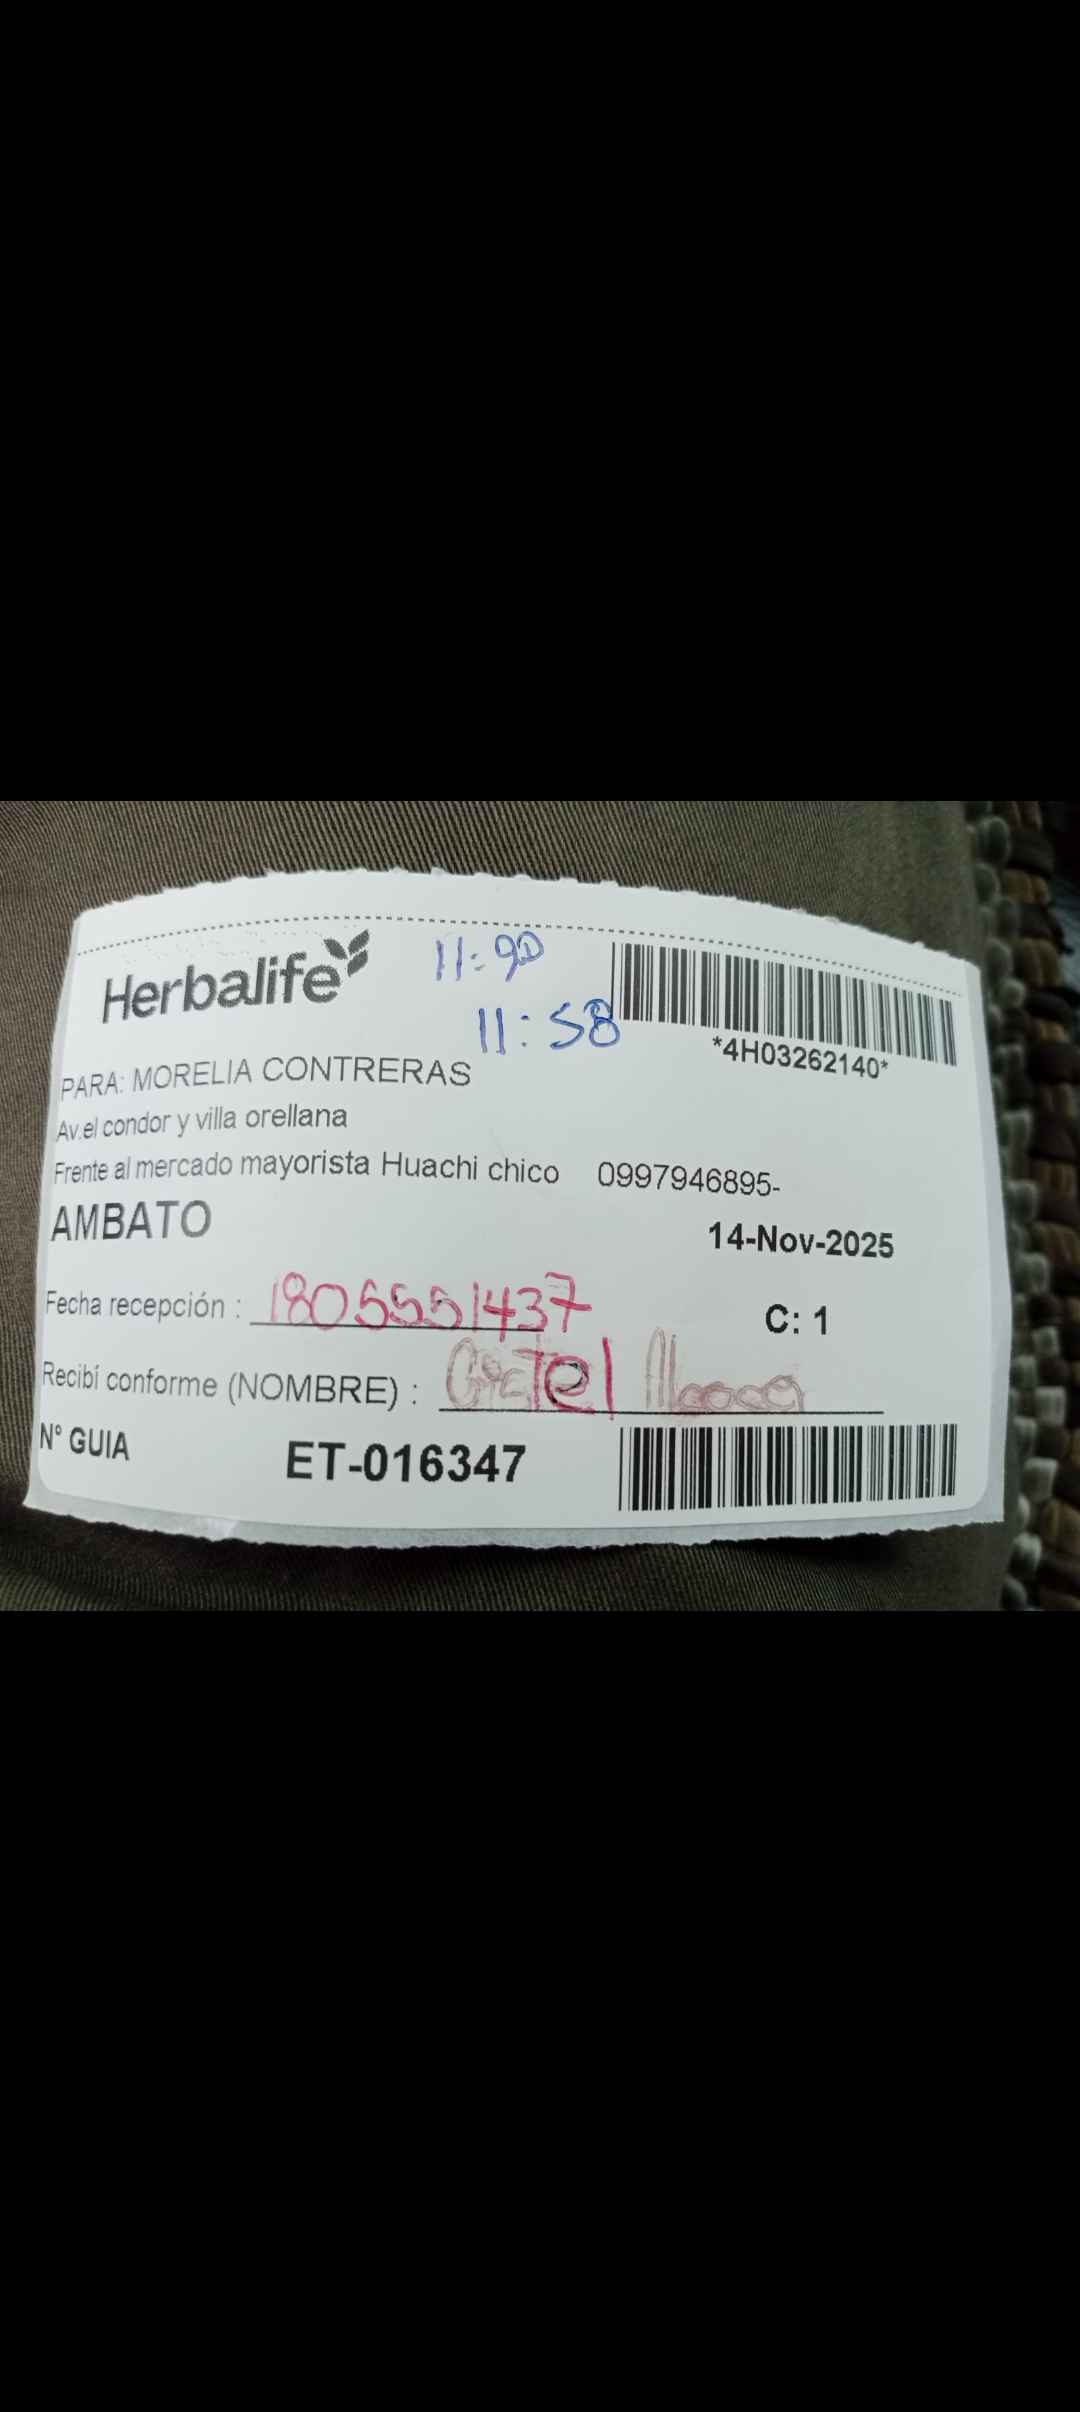 Herbalife
11:
11:58
*4H03262140*
PARA: MORELIA CONTRERAS
Av.el condor y villa orellana
Frente al mercado mayorista Huachi chico 0997946895-
AMBATO
14-Nov-2025
Fecha recepción : 1805551437
C: 1
Recibí conforme (NOMBRE) :
N° GUIA ET-016347